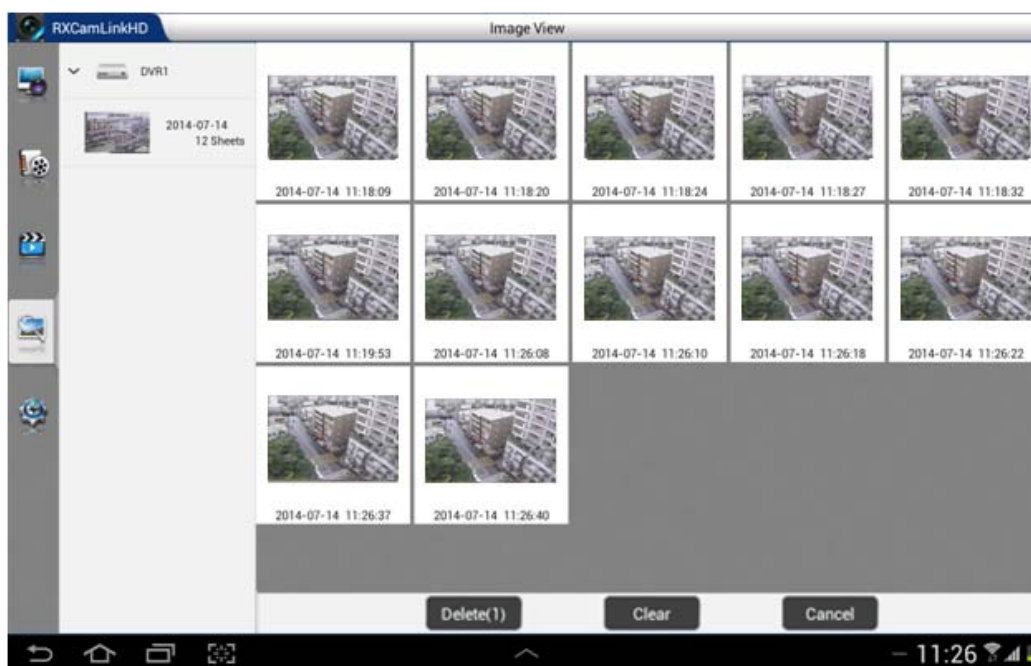 RXCamLinkHD
Image View
DVR1
2014-07-14
12 Sheets
2014-07-14 11:18:09
2014-07-14 11:18:20
2014-07-14 11:18:24
2014-07-14 11:18:27
2014-07-14 11:18:32
2014-07-14 11:19:53
2014-07-14 11:26:08
2014-07-14 11:26:10
2014-07-14 11:26:18
2014-07-14 11:26:22
2014-07-14 11:26:37
2014-07-14 11:26:40
Delete(1)
Clear
Cancel
11:26